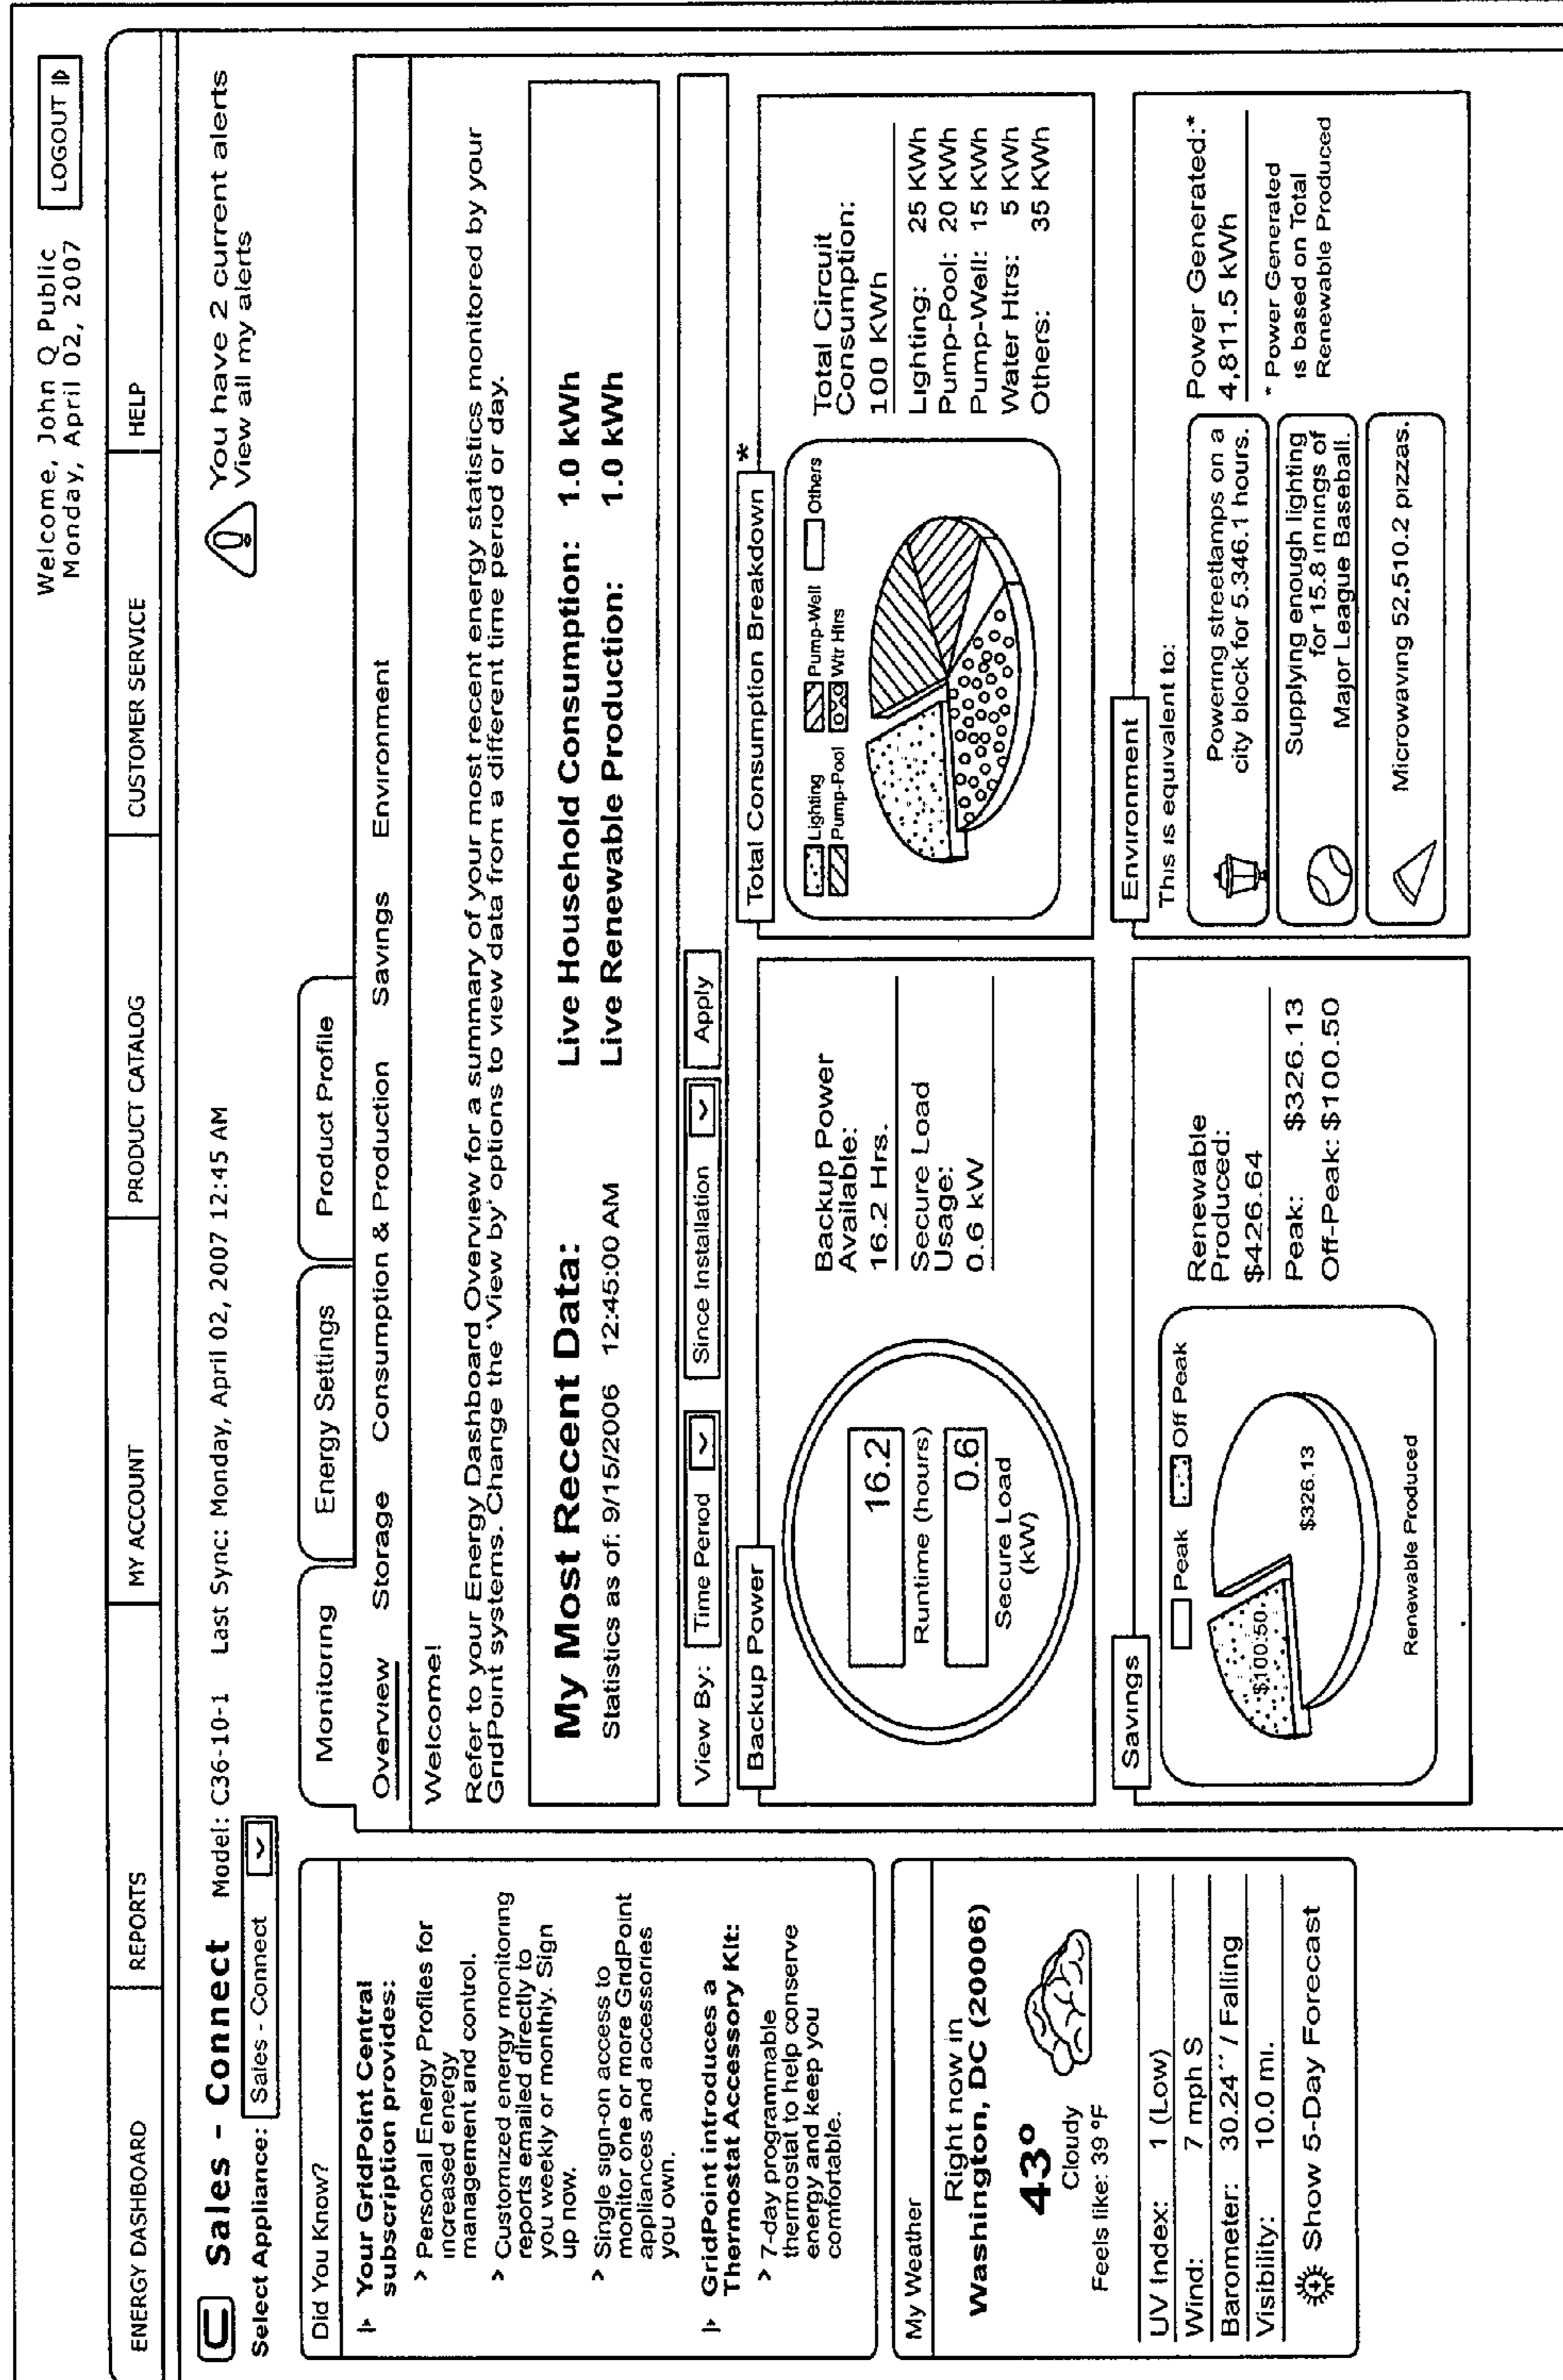 Welcome, John Q Public
Monday, April 02, 2007
LOGOUT
ENERGY DASHBOARD
REPORTS
MY ACCOUNT
PRODUCT CATALOG
CUSTOMER SERVICE
HELP
Sales - Connect Model: C36-10-1 Last Sync: Monday, April 02, 2007 12:45 AM
Select Appliance: Sales - Connect
You have 2 current alerts
View all my alerts
Did You Know?
Your GridPoint Central
subscription provides:
> Personal Energy Profiles for
increased energy
management and control.
> Customized energy monitoring
reports emailed directly to
you weekly or monthly. Sign
up now.
> Single sign-on access to
monitor one or more GridPoint
appliances and accessories
you own.
GridPoint introduces a
Thermostat Accessory Kit:
> 7-day programmable
thermostat to help conserve
energy and keep you
comfortable.
My Weather
Right now in
Washington, DC (20006)
43°
Cloudy
Feels like: 39 °F
UV Index: 1 (Low)
Wind: 7 mph S
Barometer: 30.24" / Falling
Visibility: 10.0 mi.
Show 5-Day Forecast
Monitoring
Energy Settings
Product Profile
Overview Storage Consumption & Production Savings Environment
Welcome!
Refer to your Energy Dashboard Overview for a summary of your most recent energy statistics monitored by your
GridPoint systems. Change the 'View by' options to view data from a different time period or day.
My Most Recent Data:
Statistics as of: 9/15/2006 12:45:00 AM
Live Household Consumption: 1.0 kWh
Live Renewable Production: 1.0 kWh
View By: Time Period Since Installation Apply
Backup Power
16.2
Runtime (hours)
0.6
Secure Load
(kW)
Backup Power
Available:
16.2 Hrs.
Secure Load
Usage:
0.6 kW
Total Consumption Breakdown *
Lighting Pump-Well Others
Pump-Pool Wtr Htrs
Total Circuit
Consumption:
100 KWh
Lighting: 25 KWh
Pump-Pool: 20 KWh
Pump-Well: 15 KWh
Water Htrs: 5 KWh
Others: 35 KWh
Savings
Peak Off Peak
$100.50
$326.13
Renewable Produced
Renewable
Produced:
$426.64
Peak: $326.13
Off-Peak: $100.50
Environment
This is equivalent to:
Powering streetlamps on a
city block for 5.346.1 hours.
Supplying enough lighting
for 15.8 innings of
Major League Baseball.
Microwaving 52,510.2 pizzas.
Power Generated:*
4,811.5 kWh
* Power Generated
is based on Total
Renewable Produced